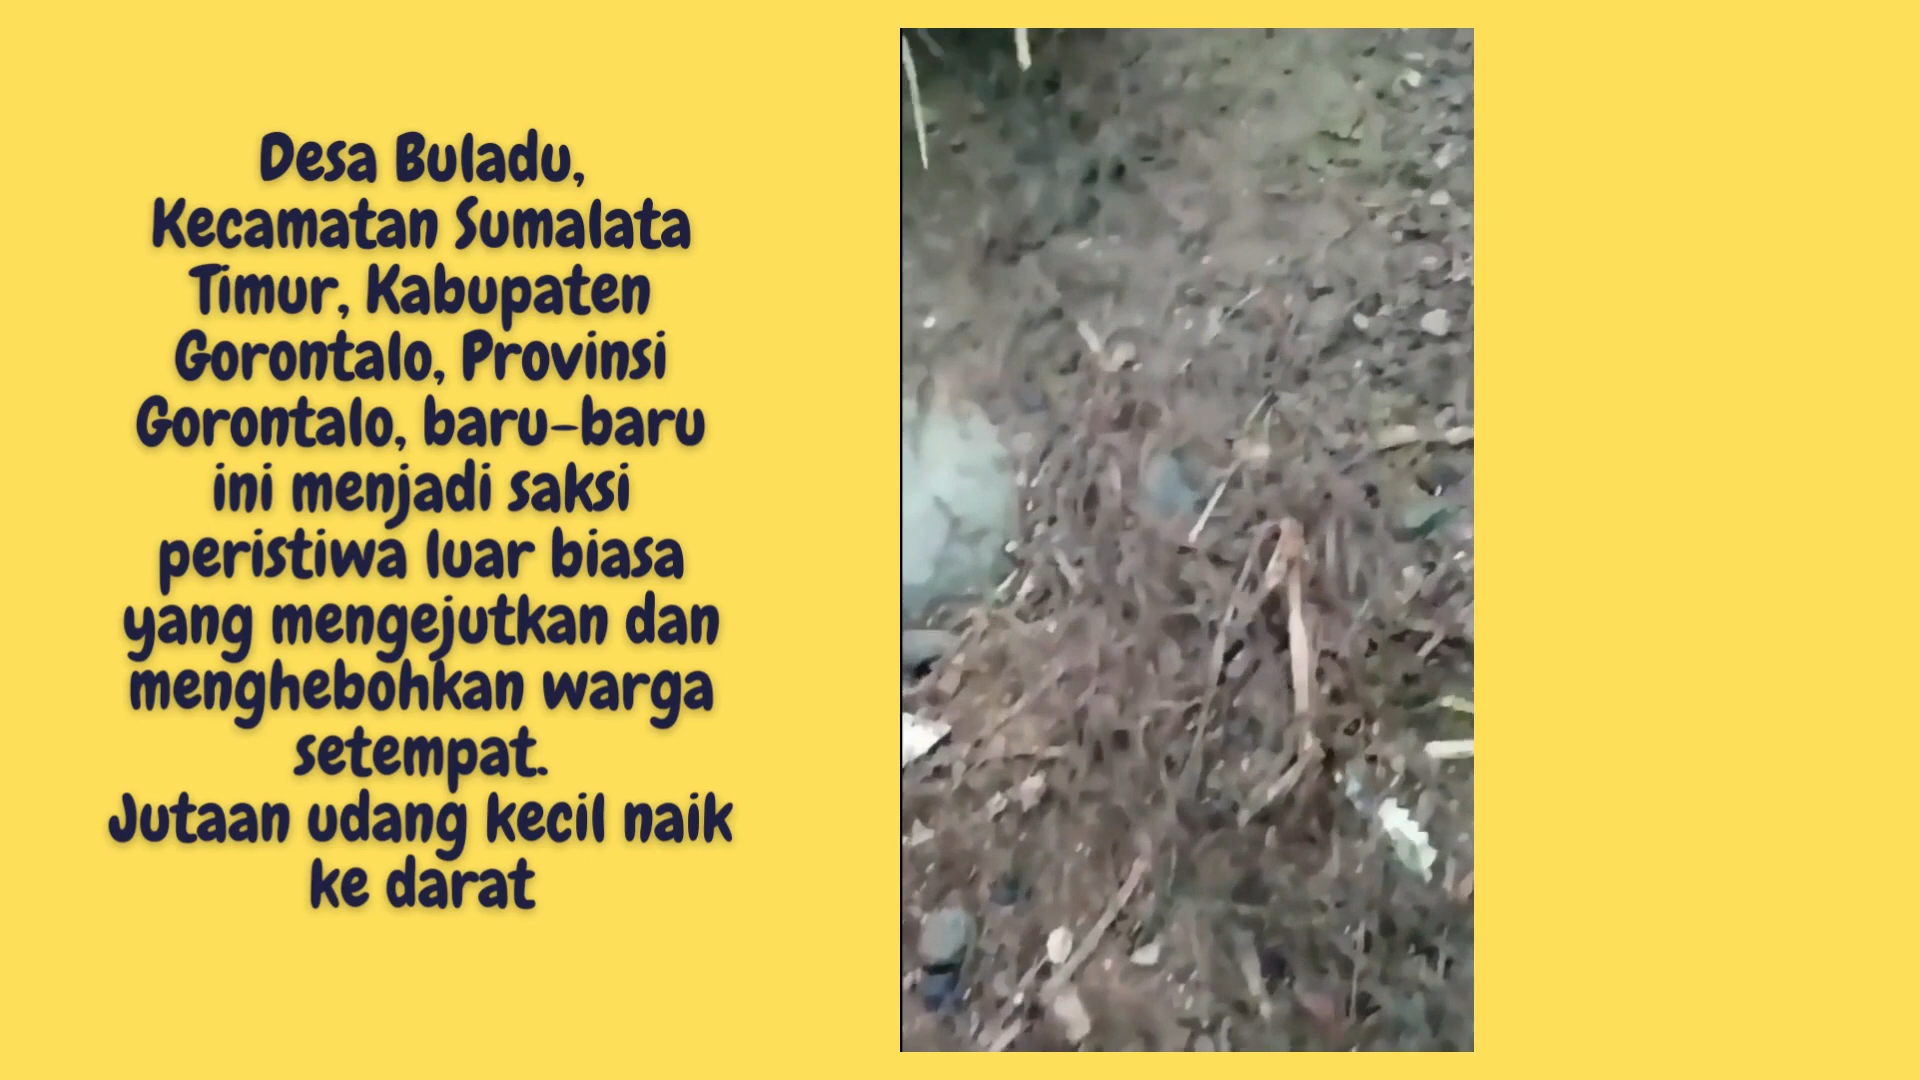 Desa Buladu,
Kecamatan Sumalata
Timur, Kabupaten
Gorontalo, Provinsi
Gorontalo, baru-baru
ini menjadi saksi
peristiwa luar biasa
yang mengejutkan dan
menghebohkan warga
setempat.
Jutaan udang kecil naik
ke darat